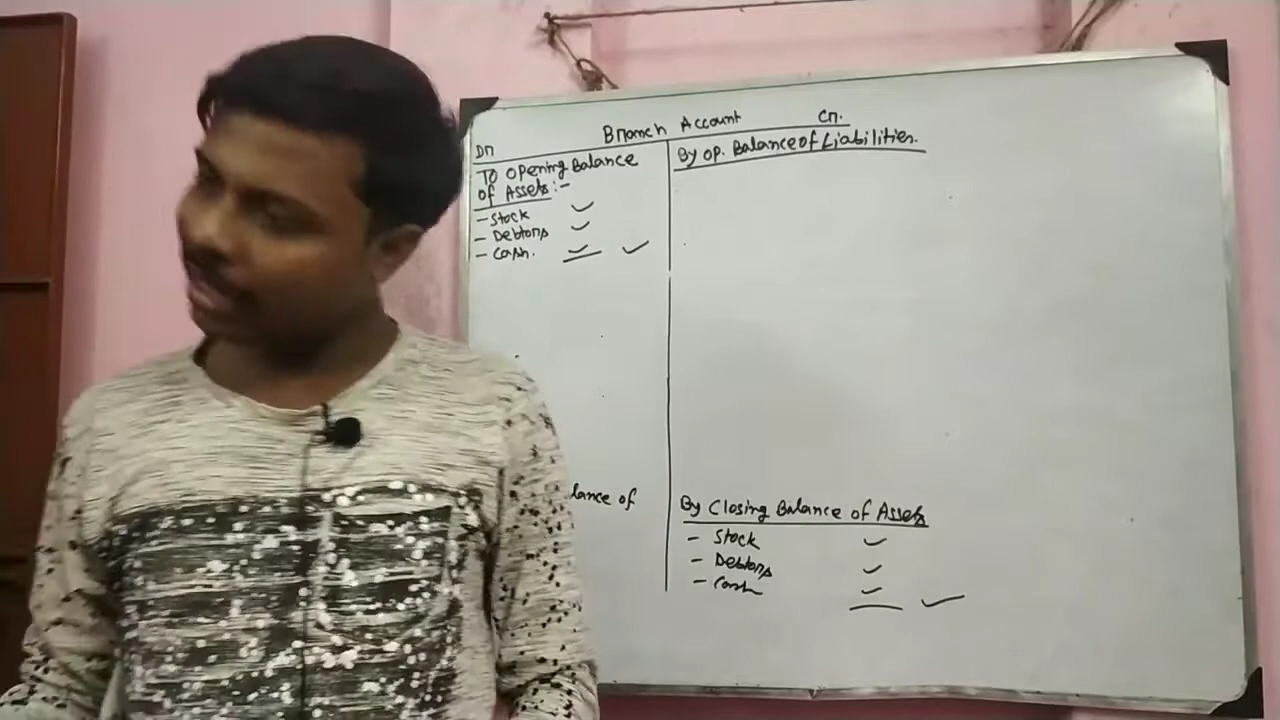 Branch Account
Dr
Cr.
To Opening Balance
of Assets:-
- Stock
- Debtors
- Cash.
By Op. Balance of Liabilities.
lance of
By Closing Balance of Assets
- Stock
- Debtors
- Cash